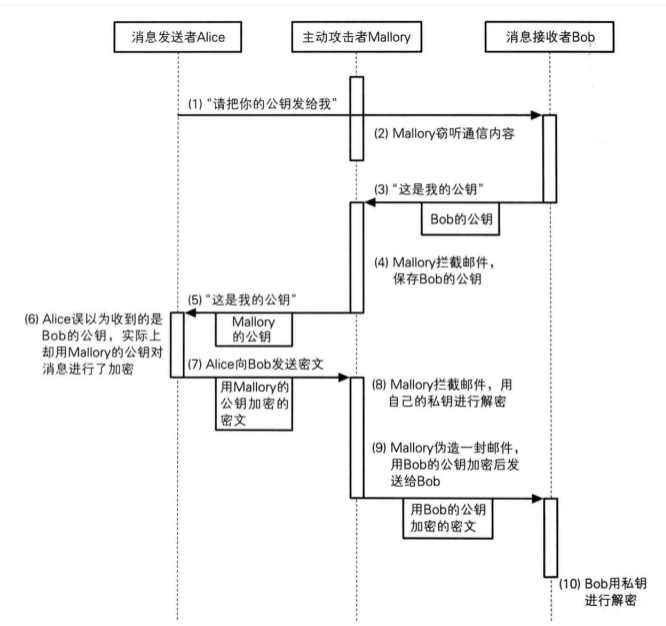 消息发送者Alice
主动攻击者Mallory
消息接收者Bob
(1) "请把你的公钥发给我"
(2) Mallory窃听通信内容
(3) "这是我的公钥"
Bob的公钥
(4) Mallory拦截邮件，
保存Bob的公钥
(5) "这是我的公钥"
Mallory
的公钥
(6) Alice误以为收到的是
Bob的公钥，实际上
却用Mallory的公钥对
消息进行了加密
(7) Alice向Bob发送密文
用Mallory的
公钥加密的
密文
(8) Mallory拦截邮件，用
自己的私钥进行解密
(9) Mallory伪造一封邮件，
用Bob的公钥加密后发
送给Bob
用Bob的公钥
加密的密文
(10) Bob用私钥
进行解密